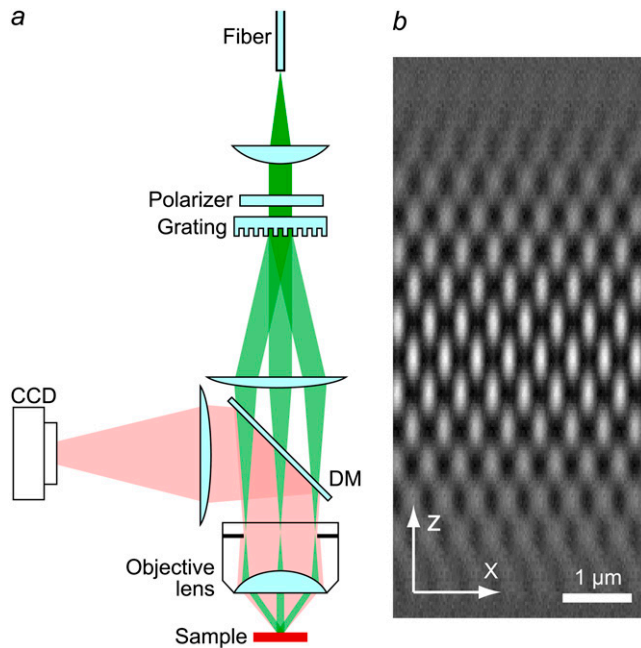 a
Fiber
Polarizer
Grating
CCD
DM
Objective
lens
Sample
b
Z
X
1 µm